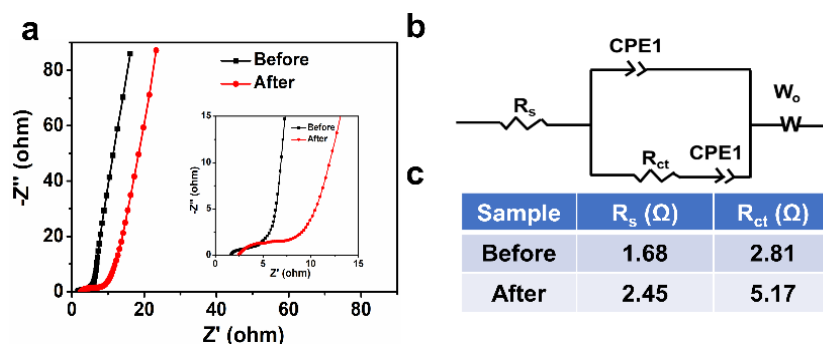 a
Before
After
-Z'' (ohm)
80
60
40
20
0
0
20
40
60
80
Z' (ohm)
Before
After
-Z'' (ohm)
15
10
5
0
0
5
10
15
Z' (ohm)
b
CPE1
Wo
Rs
W
Rct
CPE1
c
Sample Rs (Ω) Rct (Ω)
Before 1.68 2.81
After 2.45 5.17